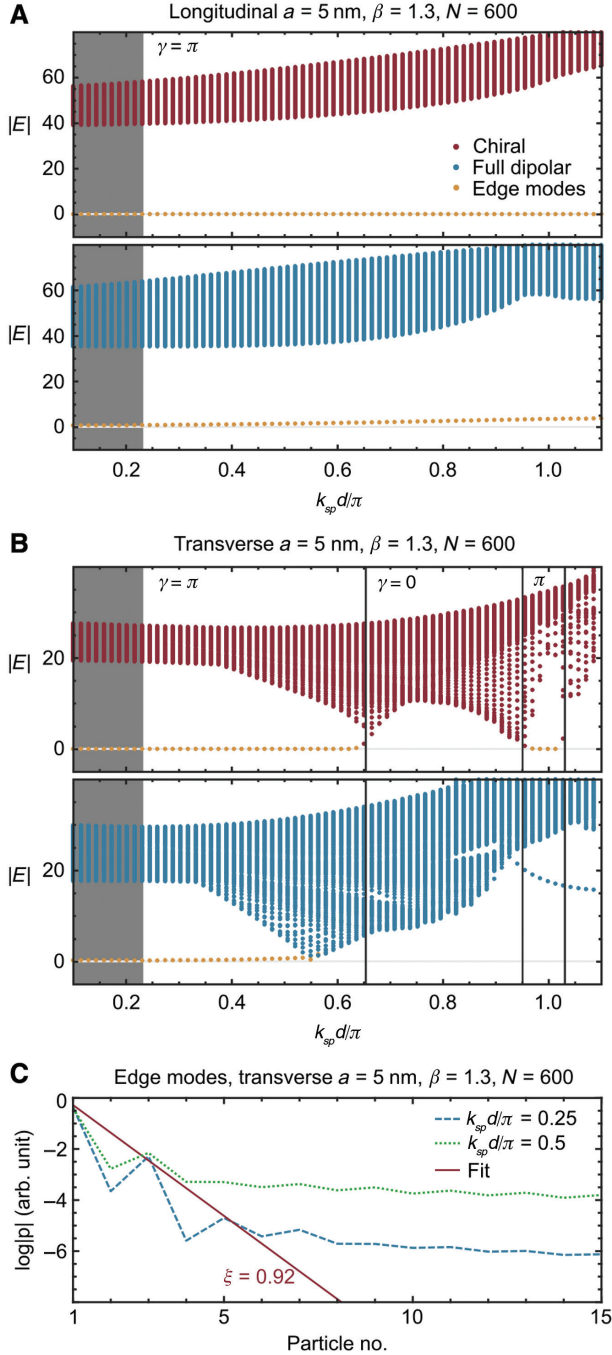 A
Longitudinal a = 5 nm, β = 1.3, N = 600
γ = π
60
40
20
0
|E|
Chiral
Full dipolar
Edge modes
60
40
20
0
|E|
0.2 0.4 0.6 0.8 1.0
k_sp d/π
B
Transverse a = 5 nm, β = 1.3, N = 600
γ = π γ = 0 π
20
0
|E|
20
0
|E|
0.2 0.4 0.6 0.8 1.0
k_sp d/π
C
Edge modes, transverse a = 5 nm, β = 1.3, N = 600
0
−2
−4
−6
log|p| (arb. unit)
k_sp d/π = 0.25
k_sp d/π = 0.5
Fit
ξ = 0.92
1 5 10 15
Particle no.